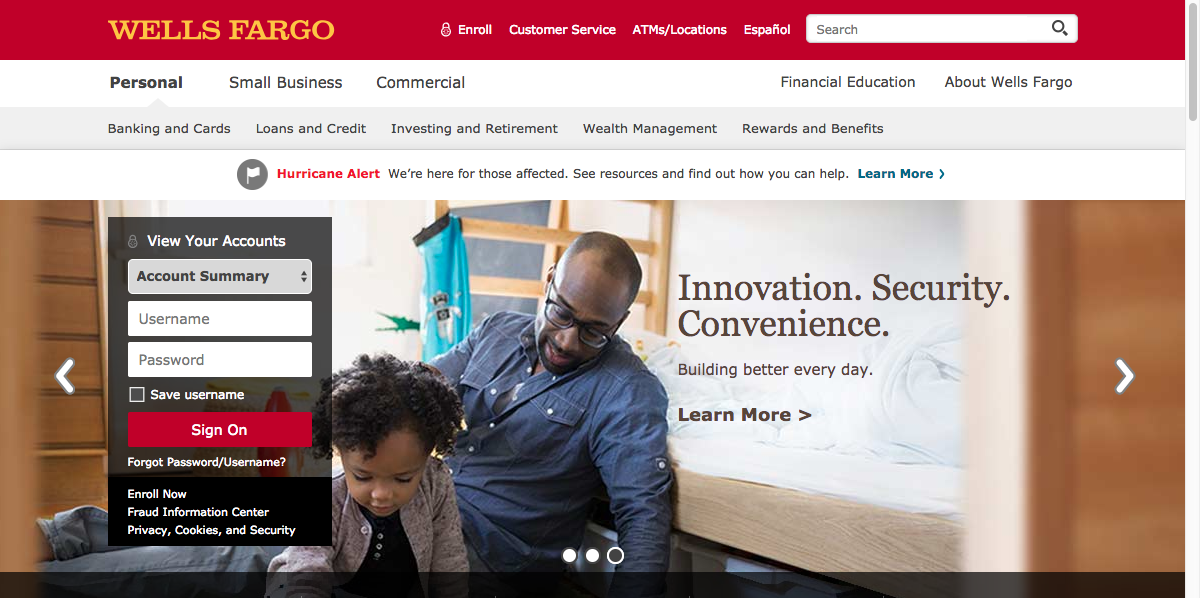 WELLS FARGO
Enroll Customer Service ATMs/Locations Español Search
Personal Small Business Commercial Financial Education About Wells Fargo
Banking and Cards Loans and Credit Investing and Retirement Wealth Management Rewards and Benefits
Hurricane Alert We're here for those affected. See resources and find out how you can help. Learn More >
View Your Accounts
Account Summary
Username
Password
Save username
Sign On
Forgot Password/Username?
Enroll Now
Fraud Information Center
Privacy, Cookies, and Security
Innovation. Security.
Convenience.
Building better every day.
Learn More >